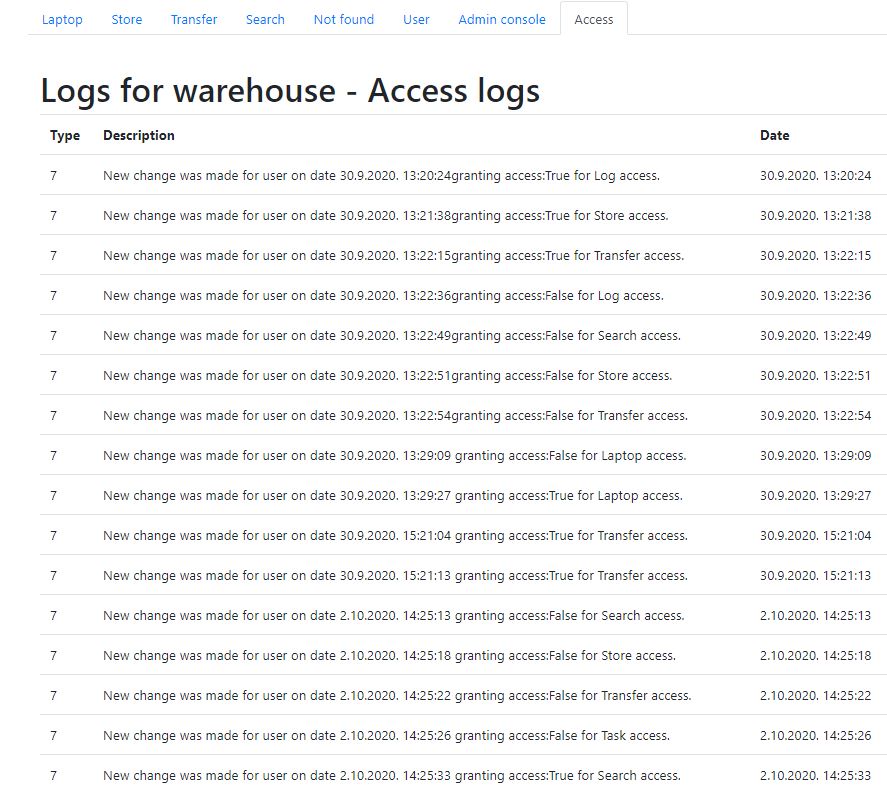 Laptop Store Transfer Search Not found User Admin console Access
Logs for warehouse - Access logs
Type Description Date
7 New change was made for user on date 30.9.2020. 13:20:24granting access:True for Log access. 30.9.2020. 13:20:24
7 New change was made for user on date 30.9.2020. 13:21:38granting access:True for Store access. 30.9.2020. 13:21:38
7 New change was made for user on date 30.9.2020. 13:22:15granting access:True for Transfer access. 30.9.2020. 13:22:15
7 New change was made for user on date 30.9.2020. 13:22:36granting access:False for Log access. 30.9.2020. 13:22:36
7 New change was made for user on date 30.9.2020. 13:22:49granting access:False for Search access. 30.9.2020. 13:22:49
7 New change was made for user on date 30.9.2020. 13:22:51granting access:False for Store access. 30.9.2020. 13:22:51
7 New change was made for user on date 30.9.2020. 13:22:54granting access:False for Transfer access. 30.9.2020. 13:22:54
7 New change was made for user on date 30.9.2020. 13:29:09 granting access:False for Laptop access. 30.9.2020. 13:29:09
7 New change was made for user on date 30.9.2020. 13:29:27 granting access:True for Laptop access. 30.9.2020. 13:29:27
7 New change was made for user on date 30.9.2020. 15:21:04 granting access:True for Transfer access. 30.9.2020. 15:21:04
7 New change was made for user on date 30.9.2020. 15:21:13 granting access:True for Transfer access. 30.9.2020. 15:21:13
7 New change was made for user on date 2.10.2020. 14:25:13 granting access:False for Search access. 2.10.2020. 14:25:13
7 New change was made for user on date 2.10.2020. 14:25:18 granting access:False for Store access. 2.10.2020. 14:25:18
7 New change was made for user on date 2.10.2020. 14:25:22 granting access:False for Transfer access. 2.10.2020. 14:25:22
7 New change was made for user on date 2.10.2020. 14:25:26 granting access:False for Task access. 2.10.2020. 14:25:26
7 New change was made for user on date 2.10.2020. 14:25:33 granting access:True for Search access. 2.10.2020. 14:25:33